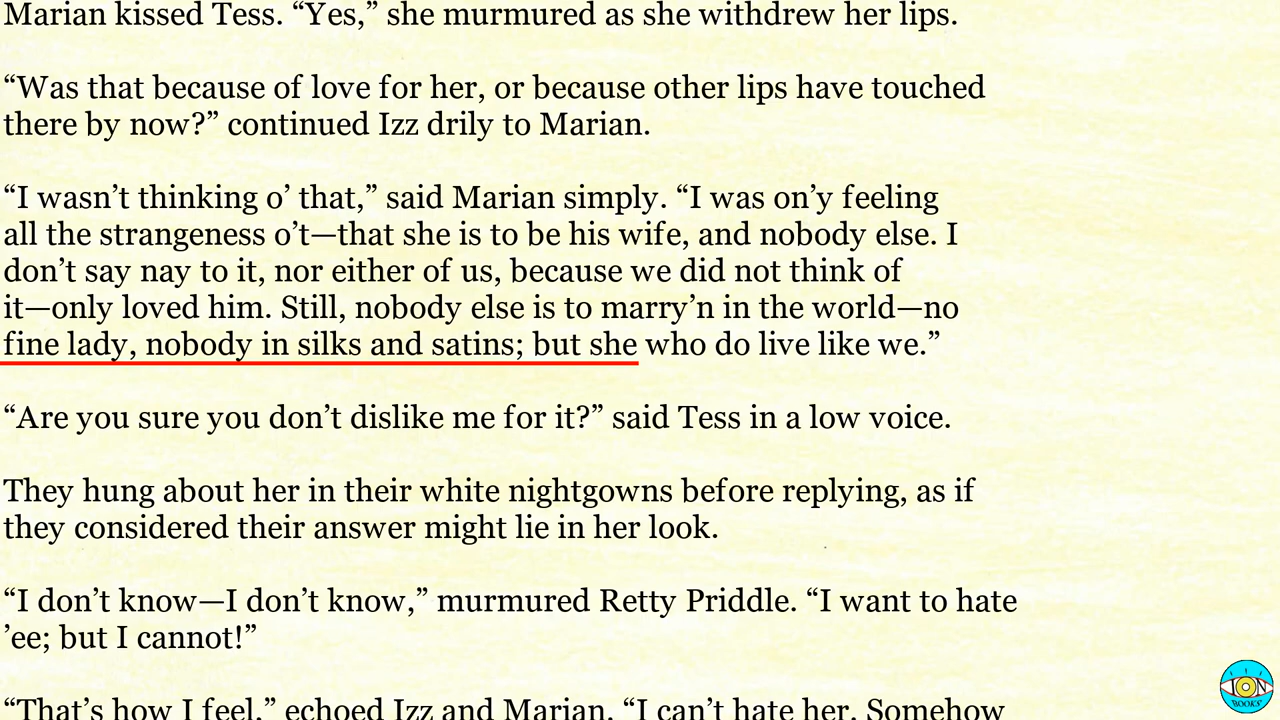 Marian kissed Tess. “Yes,” she murmured as she withdrew her lips.
“Was that because of love for her, or because other lips have touched
there by now?” continued Izz drily to Marian.
“I wasn’t thinking o’ that,” said Marian simply. “I was on’y feeling
all the strangeness o’t—that she is to be his wife, and nobody else. I
don’t say nay to it, nor either of us, because we did not think of
it—only loved him. Still, nobody else is to marry’n in the world—no
fine lady, nobody in silks and satins; but she who do live like we.”
“Are you sure you don’t dislike me for it?” said Tess in a low voice.
They hung about her in their white nightgowns before replying, as if
they considered their answer might lie in her look.
“I don’t know—I don’t know,” murmured Retty Priddle. “I want to hate
’ee; but I cannot!”
“That’s how I feel,” echoed Izz and Marian. “I can’t hate her. Somehow
ION
BOOKS